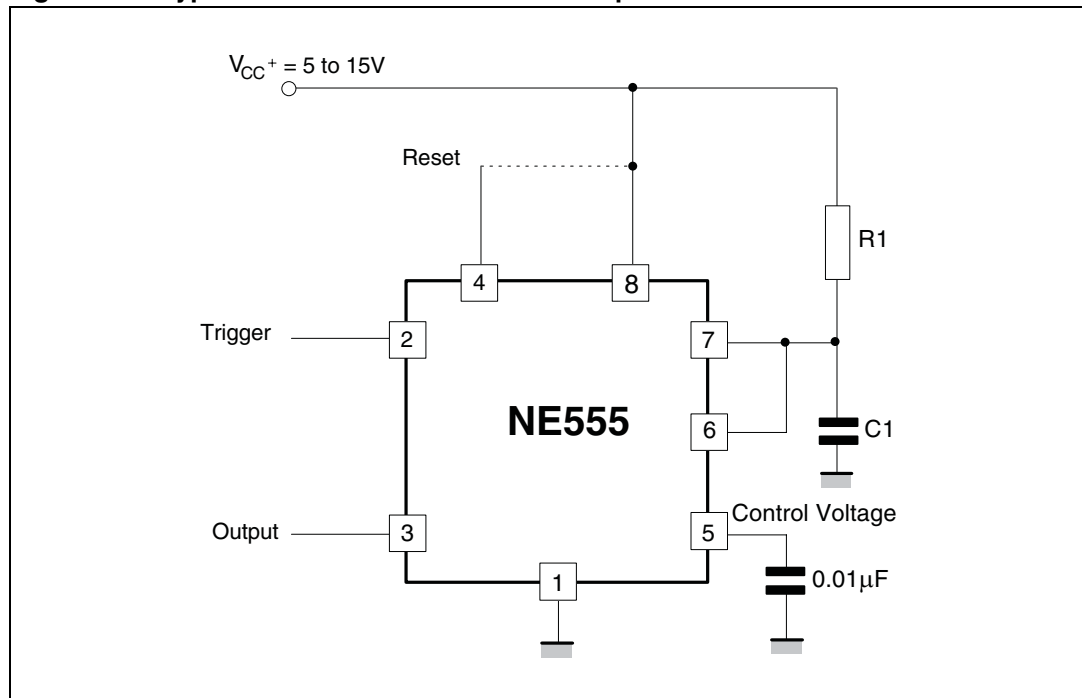 V_CC+ = 5 to 15V
Reset
R1
4
8
Trigger
2
7
NE555
6
C1
Control Voltage
Output
3
5
1
0.01μF